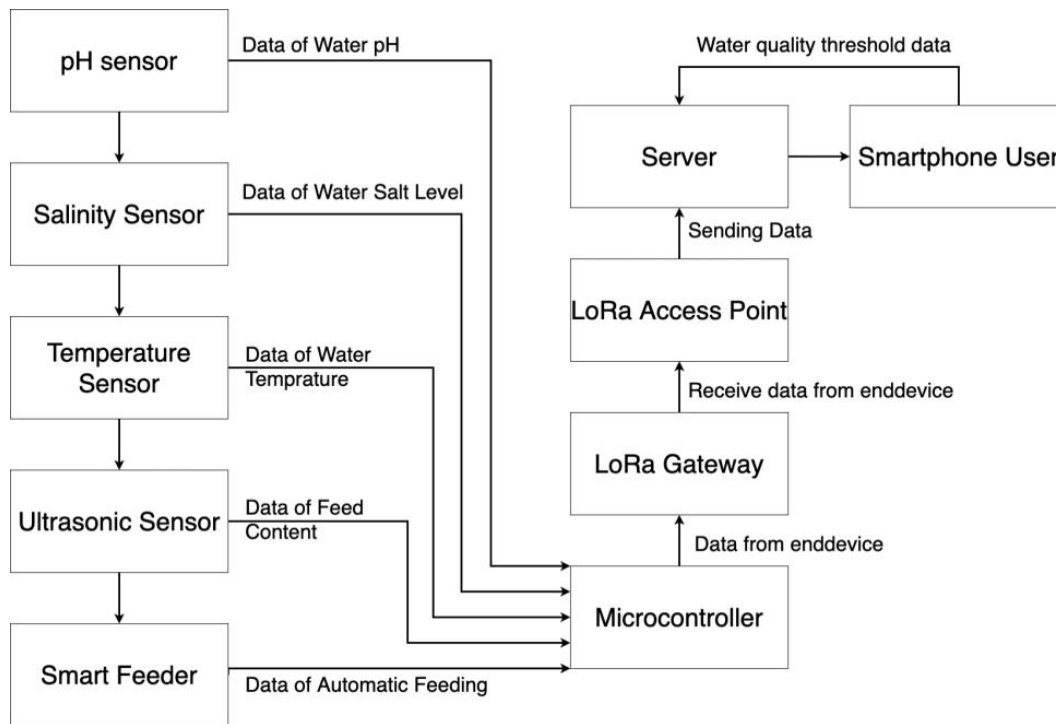 pH sensor
Data of Water pH
Salinity Sensor
Data of Water Salt Level
Temperature
Sensor
Data of Water
Temprature
Ultrasonic Sensor
Data of Feed
Content
Smart Feeder
Data of Automatic Feeding
Water quality threshold data
Server
Smartphone User
Sending Data
LoRa Access Point
Receive data from enddevice
LoRa Gateway
Data from enddevice
Microcontroller